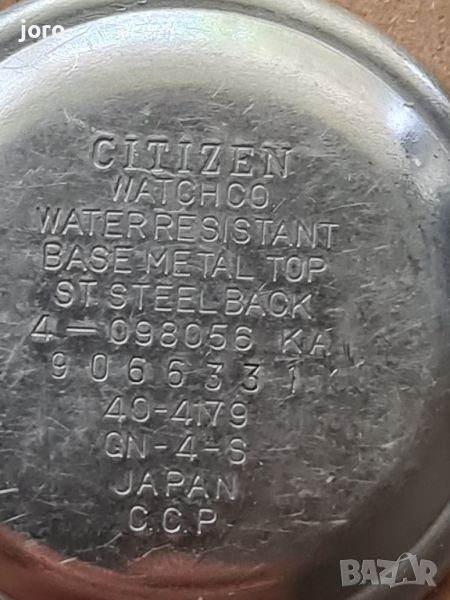 joro
CITIZEN
WATCH CO
WATER RESISTANT
BASE METAL TOP
ST. STEEL BACK
4-098056 KA
9066331
40-4179
GN-4-S
JAPAN
C.C.P.
BAZAR